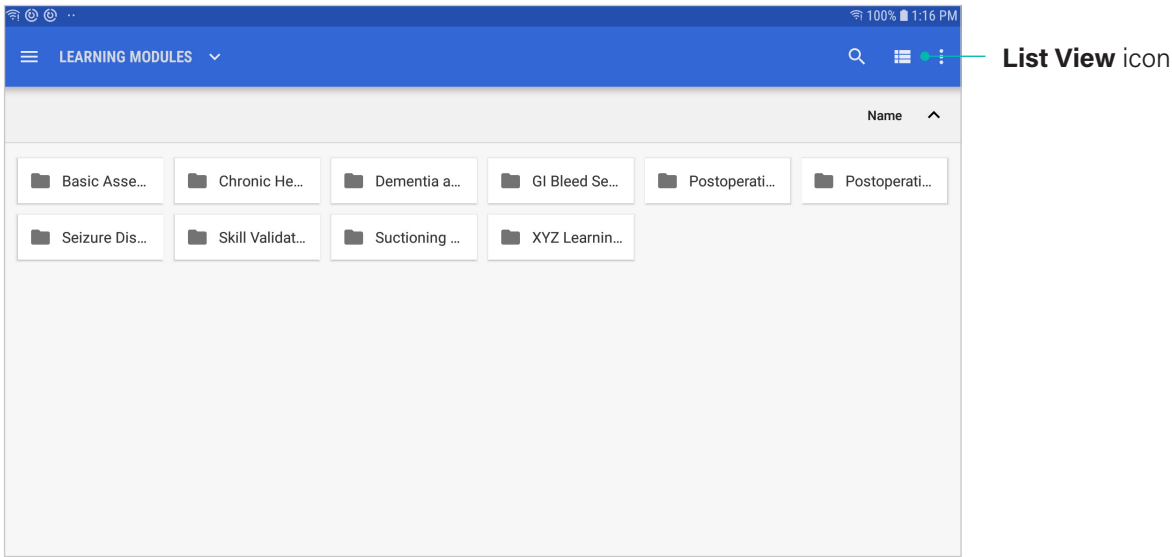 100% 1:16 PM
LEARNING MODULES
List View icon
Name
Basic Asse... Chronic He... Dementia a... GI Bleed Se... Postoperati... Postoperati...
Seizure Dis... Skill Validat... Suctioning ... XYZ Learnin...